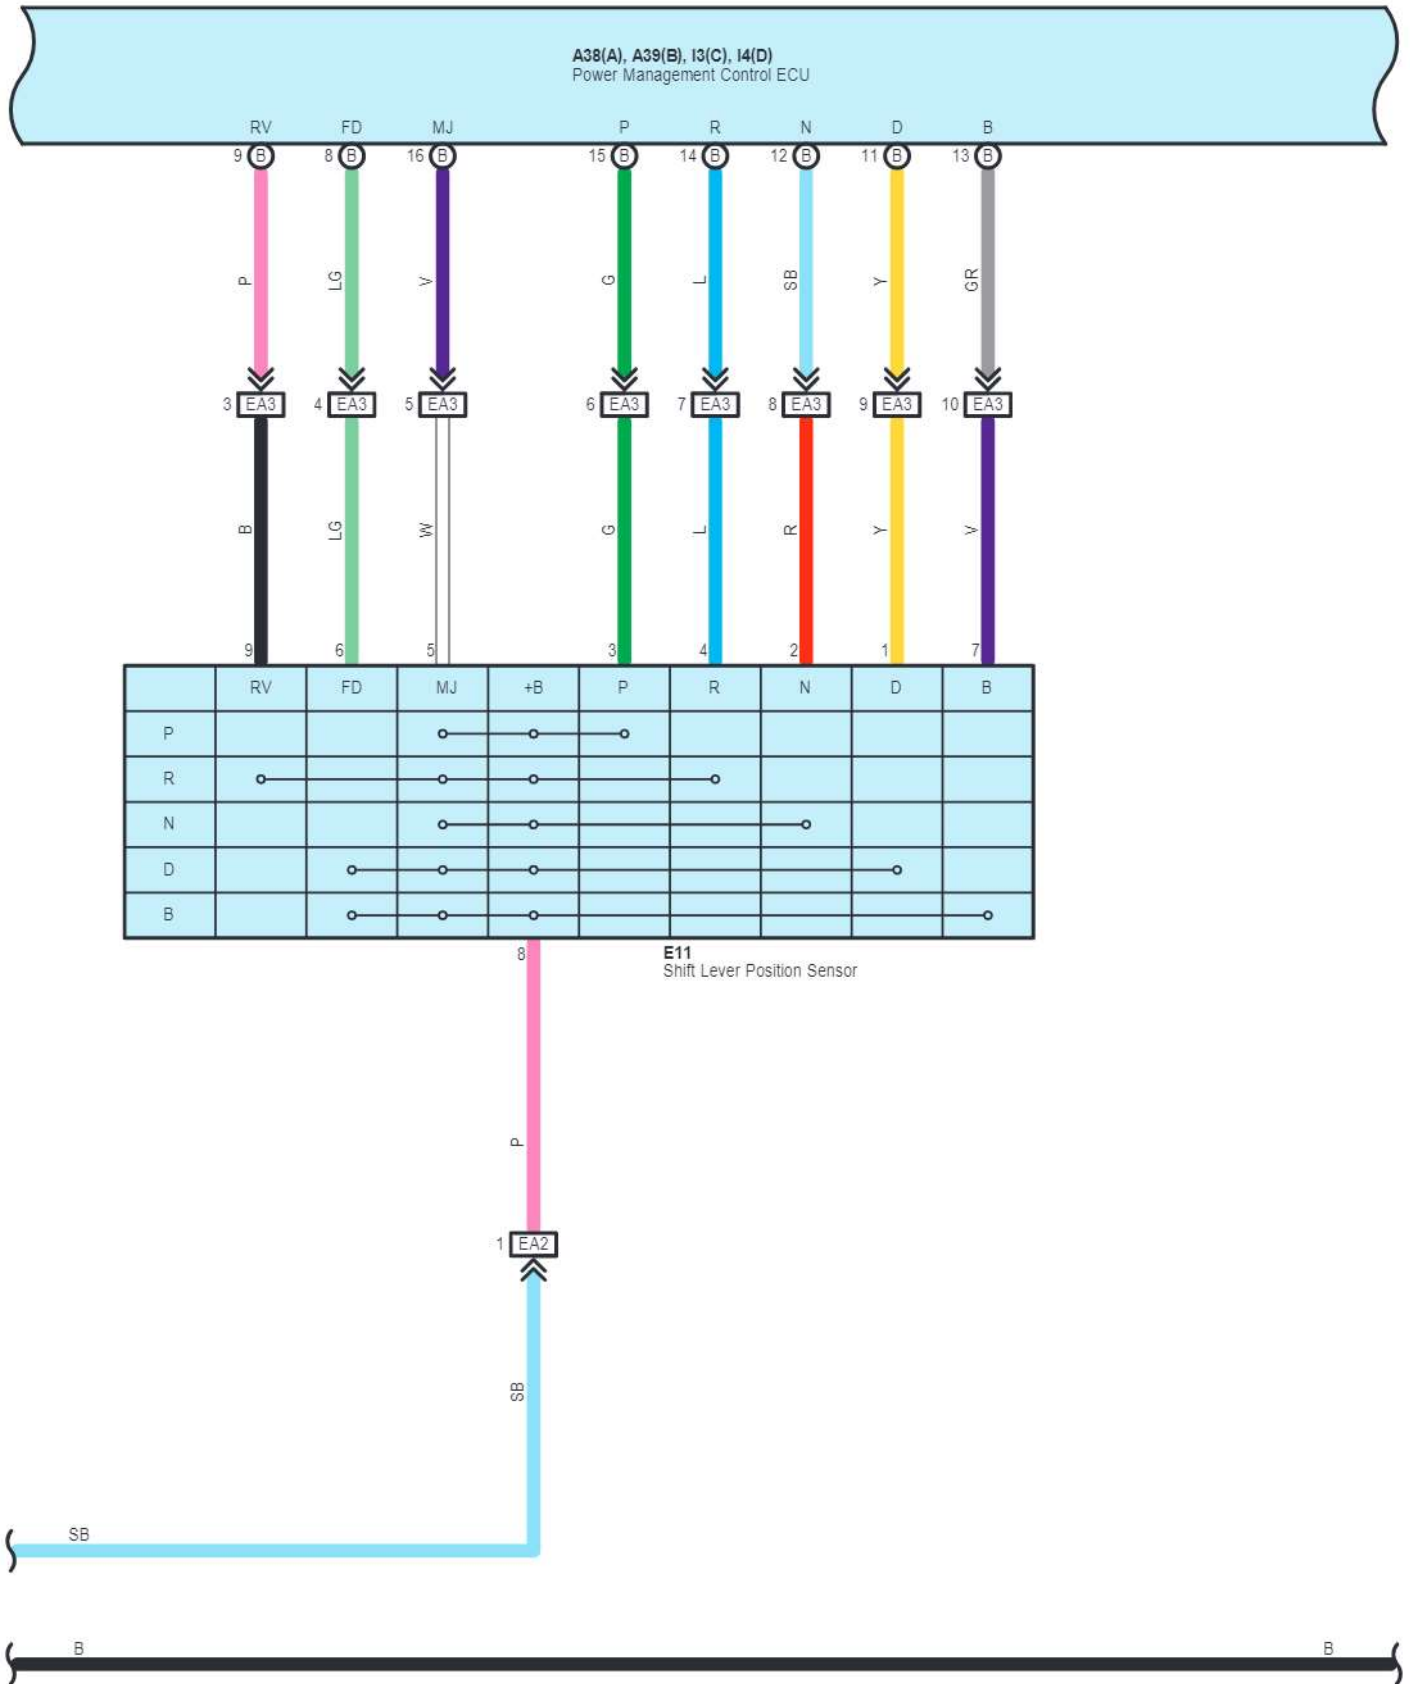 A38(A), A39(B), I3(C), I4(D)
Power Management Control ECU
RV FD MJ P R N D B
9 B 8 B 16 B 15 B 14 B 12 B 11 B 13 B
P LG V G L SB Y GR
3 EA3 4 EA3 5 EA3 6 EA3 7 EA3 8 EA3 9 EA3 10 EA3
B LG W G L R Y V
9 6 5 3 4 2 1 7
RV FD MJ +B P R N D B
P
R
N
D
B
8
E11
Shift Lever Position Sensor
P
1 EA2
SB
SB
B B